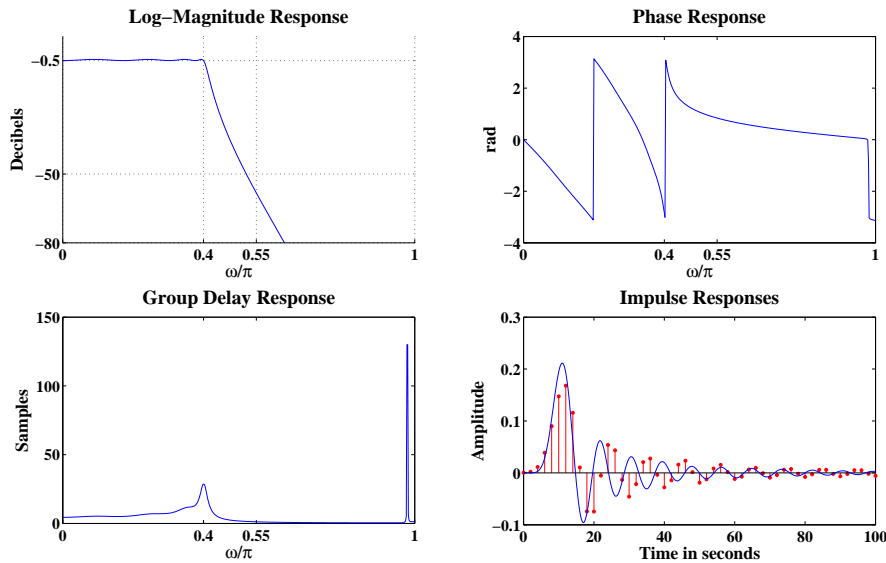 Log−Magnitude Response
Decibels
−0.5
−50
−80
0
0.4
0.55
1
ω/π
Phase Response
rad
4
2
0
−2
−4
0
0.4
0.55
1
ω/π
Group Delay Response
Samples
150
100
50
0
0
0.4
0.55
1
ω/π
Impulse Responses
Amplitude
0.3
0.2
0.1
0
−0.1
0
20
40
60
80
100
Time in seconds